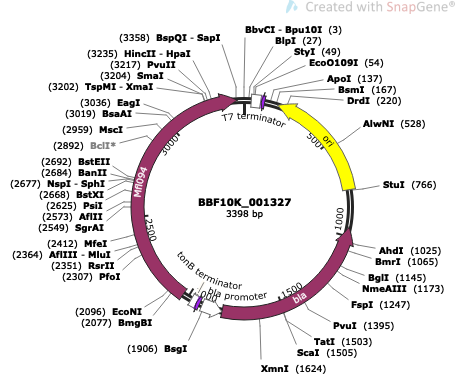 Created with SnapGene®
(3358) BspQI - SapI
(3235) HincII - HpaI
(3217) PvuII
(3204) SmaI
(3202) TspMI - XmaI
(3036) EagI
(3019) BsaAI
(2959) MscI
(2892) BclI*
(2692) BstEII
(2684) BanII
(2677) NspI - SphI
(2668) BstXI
(2625) PsiI
(2573) AflII
(2549) SgrAI
(2412) MfeI
(2364) AflIII - MluI
(2351) RsrII
(2307) PfoI
(2096) EcoNI
(2077) BmgBI
(1906) BsgI
BbvCI - Bpu10I (3)
BlpI (27)
StyI (49)
EcoO109I (54)
ApoI (137)
BsmI (167)
DrdI (220)
AlwNI (528)
StuI (766)
AhdI (1025)
BmrI (1065)
BglI (1145)
NmeAIII (1173)
FspI (1247)
PvuI (1395)
TatI (1503)
ScaI (1505)
XmnI (1624)
T7 terminator
ori
500
1000
1500
2500
3000
Mfl094
BBF10K_001327
3398 bp
tonB terminator
bla promoter
bla